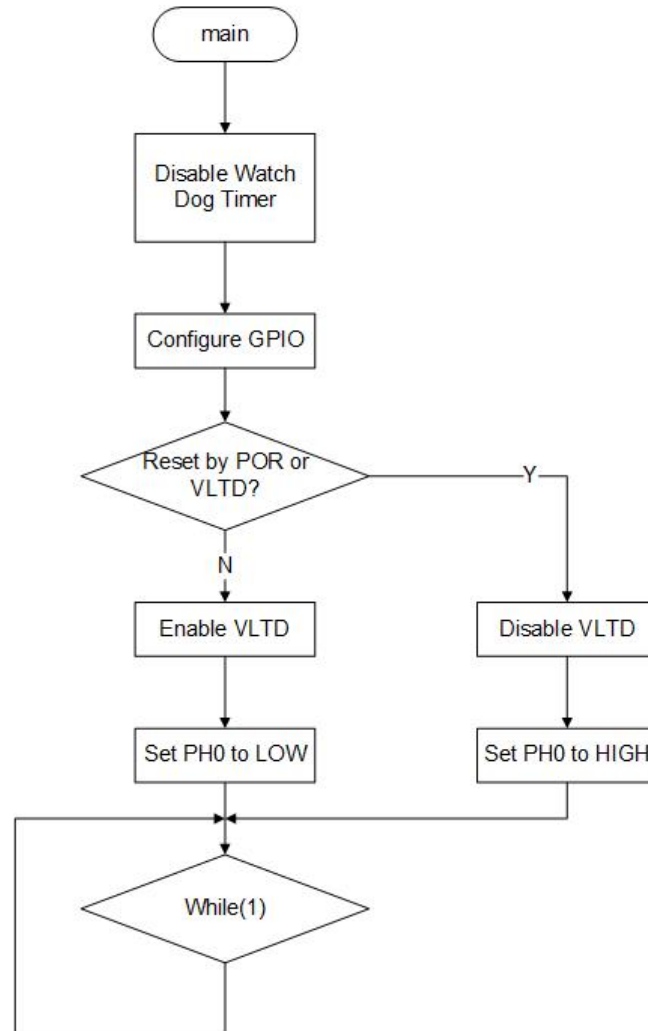 main
Disable Watch
Dog Timer
Configure GPIO
Reset by POR or
VLTD?
Y
N
Enable VLTD
Disable VLTD
Set PH0 to LOW
Set PH0 to HIGH
While(1)